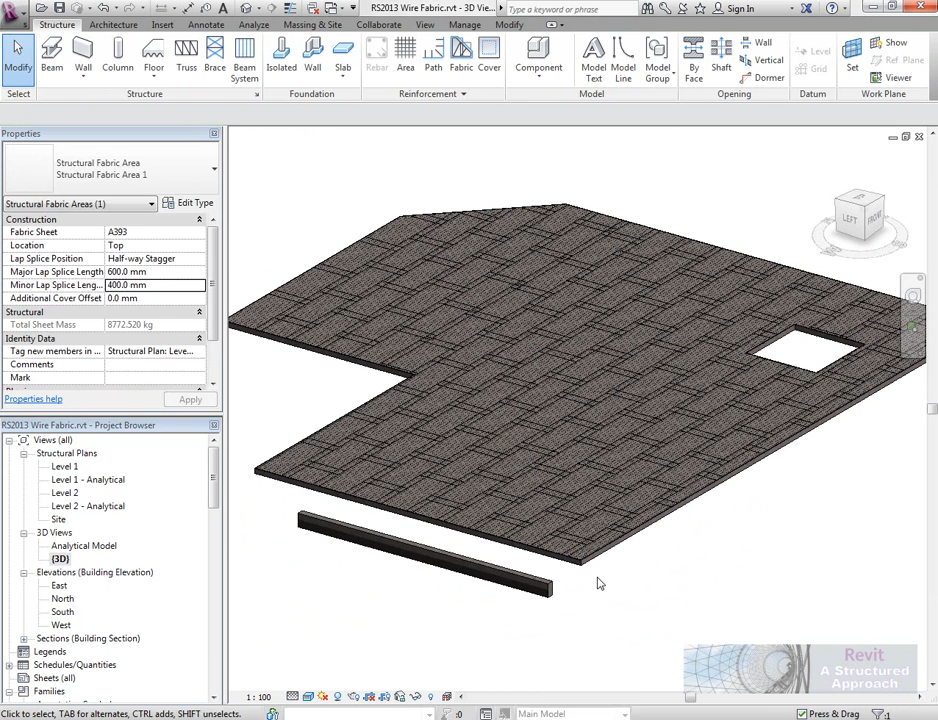 RS2013 Wire Fabric.rvt - 3D Vie...
Type a keyword or phrase
Sign In
Structure Architecture Insert Annotate Analyze Massing & Site Collaborate View Manage Modify
Modify Beam Wall Column Floor Truss Brace Beam System Isolated Wall Slab Rebar Area Path Fabric Cover Component Model Text Model Line Model Group By Face Shaft Wall Vertical Dormer Level Grid Set Show Ref Plane Viewer
Select Structure Foundation Reinforcement Model Opening Datum Work Plane
Properties
Structural Fabric Area
Structural Fabric Area 1
Structural Fabric Areas (1) Edit Type
Construction
Fabric Sheet A393
Location Top
Lap Splice Position Half-way Stagger
Major Lap Splice Length 600.0 mm
Minor Lap Splice Leng... 400.0 mm
Additional Cover Offset 0.0 mm
Structural
Total Sheet Mass 8772.520 kg
Identity Data
Tag new members in ... Structural Plan: Leve...
Comments
Mark
Properties help Apply
RS2013 Wire Fabric.rvt - Project Browser
Views (all)
Structural Plans
Level 1
Level 1 - Analytical
Level 2
Level 2 - Analytical
Site
3D Views
Analytical Model
(3D)
Elevations (Building Elevation)
East
North
South
West
Sections (Building Section)
Legends
Schedules/Quantities
Sheets (all)
Families
LEFT FRONT
Revit
A Structured
Approach
1 : 100
Click to select, TAB for alternates, CTRL adds, SHIFT unselects.
:0
Main Model
Press & Drag
:1